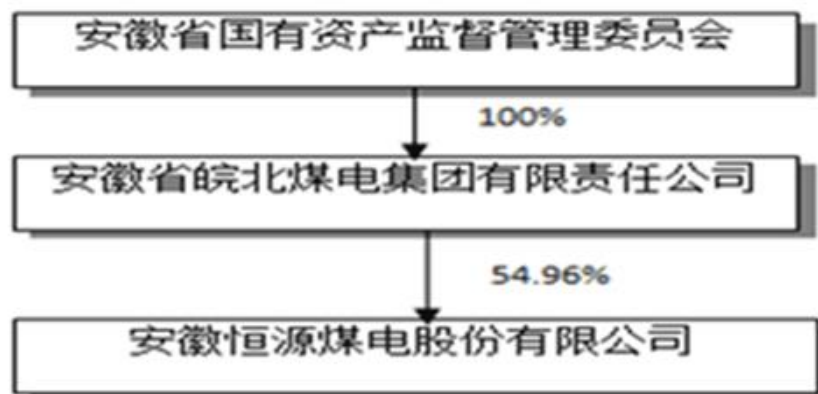 安徽省国有资产监督管理委员会
100%
安徽省皖北煤电集团有限责任公司
54.96%
安徽恒源煤电股份有限公司